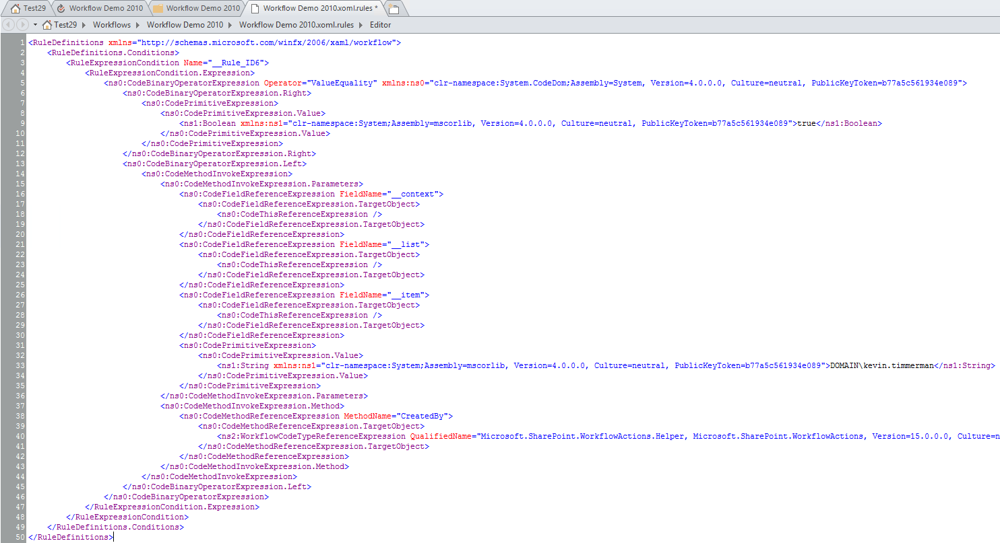 Test29 Workflow Demo 2010 Workflow Demo 2010 Workflow Demo 2010.xoml.rules *
Test29 Workflows Workflow Demo 2010 Workflow Demo 2010.xoml.rules Editor
1 <RuleDefinitions xmlns="http://schemas.microsoft.com/winfx/2006/xaml/workflow">
2 <RuleDefinitions.Conditions>
3 <RuleExpressionCondition Name="__Rule_ID6">
4 <RuleExpressionCondition.Expression>
5 <ns0:CodeBinaryOperatorExpression Operator="ValueEquality" xmlns:ns0="clr-namespace:System.CodeDom;Assembly=System, Version=4.0.0.0, Culture=neutral, PublicKeyToken=b77a5c561934e089">
6 <ns0:CodeBinaryOperatorExpression.Right>
7 <ns0:CodePrimitiveExpression>
8 <ns0:CodePrimitiveExpression.Value>
9 <ns1:Boolean xmlns:ns1="clr-namespace:System;Assembly=mscorlib, Version=4.0.0.0, Culture=neutral, PublicKeyToken=b77a5c561934e089">true</ns1:Boolean>
10 </ns0:CodePrimitiveExpression.Value>
11 </ns0:CodePrimitiveExpression>
12 </ns0:CodeBinaryOperatorExpression.Right>
13 <ns0:CodeBinaryOperatorExpression.Left>
14 <ns0:CodeMethodInvokeExpression>
15 <ns0:CodeMethodInvokeExpression.Parameters>
16 <ns0:CodeFieldReferenceExpression FieldName="__context">
17 <ns0:CodeFieldReferenceExpression.TargetObject>
18 <ns0:CodeThisReferenceExpression />
19 </ns0:CodeFieldReferenceExpression.TargetObject>
20 </ns0:CodeFieldReferenceExpression>
21 <ns0:CodeFieldReferenceExpression FieldName="__list">
22 <ns0:CodeFieldReferenceExpression.TargetObject>
23 <ns0:CodeThisReferenceExpression />
24 </ns0:CodeFieldReferenceExpression.TargetObject>
25 </ns0:CodeFieldReferenceExpression>
26 <ns0:CodeFieldReferenceExpression FieldName="__item">
27 <ns0:CodeFieldReferenceExpression.TargetObject>
28 <ns0:CodeThisReferenceExpression />
29 </ns0:CodeFieldReferenceExpression.TargetObject>
30 </ns0:CodeFieldReferenceExpression>
31 <ns0:CodePrimitiveExpression>
32 <ns0:CodePrimitiveExpression.Value>
33 <ns1:String xmlns:ns1="clr-namespace:System;Assembly=mscorlib, Version=4.0.0.0, Culture=neutral, PublicKeyToken=b77a5c561934e089">DOMAIN\kevin.timmerman</ns1:String>
34 </ns0:CodePrimitiveExpression.Value>
35 </ns0:CodePrimitiveExpression>
36 </ns0:CodeMethodInvokeExpression.Parameters>
37 <ns0:CodeMethodInvokeExpression.Method>
38 <ns0:CodeMethodReferenceExpression MethodName="CreatedBy">
39 <ns0:CodeMethodReferenceExpression.TargetObject>
40 <ns2:WorkflowCodeTypeReferenceExpression QualifiedName="Microsoft.SharePoint.WorkflowActions.Helper, Microsoft.SharePoint.WorkflowActions, Version=15.0.0.0, Culture=n
41 </ns0:CodeMethodReferenceExpression.TargetObject>
42 </ns0:CodeMethodReferenceExpression>
43 </ns0:CodeMethodInvokeExpression.Method>
44 </ns0:CodeMethodInvokeExpression>
45 </ns0:CodeBinaryOperatorExpression.Left>
46 </ns0:CodeBinaryOperatorExpression>
47 </RuleExpressionCondition.Expression>
48 </RuleExpressionCondition>
49 </RuleDefinitions.Conditions>
50 </RuleDefinitions>